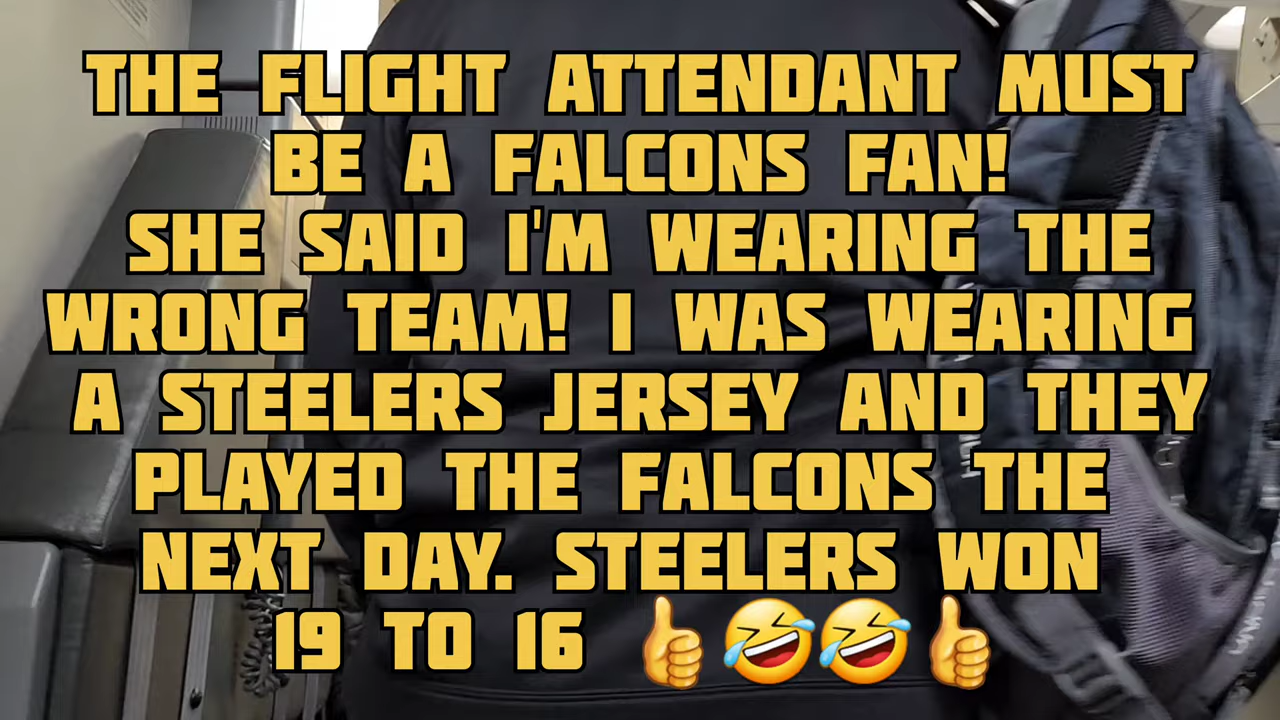 THE FLIGHT ATTENDANT MUST
BE A FALCONS FAN!
SHE SAID I'M WEARING THE
WRONG TEAM! I WAS WEARING
A STEELERS JERSEY AND THEY
PLAYED THE FALCONS THE
NEXT DAY. STEELERS WON
19 TO 16 👍🤣🤣👍